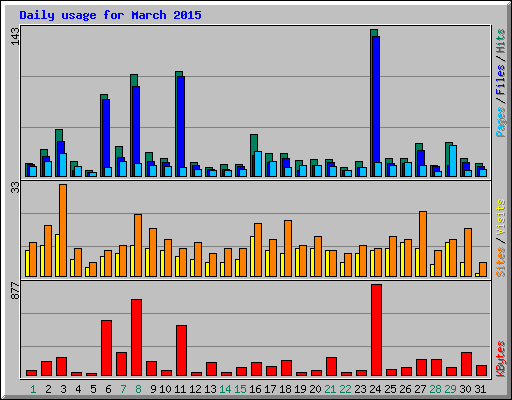 Daily usage for March 2015
143
Pages / Files / Hits
33
Sites / Visits
877
KBytes
1 2 3 4 5 6 7 8 9 10 11 12 13 14 15 16 17 18 19 20 21 22 23 24 25 26 27 28 29 30 31